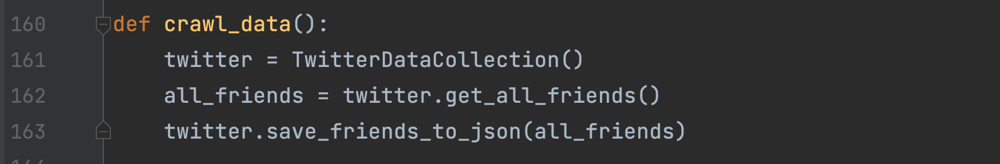 160 def crawl_data():
161     twitter = TwitterDataCollection()
162     all_friends = twitter.get_all_friends()
163     twitter.save_friends_to_json(all_friends)